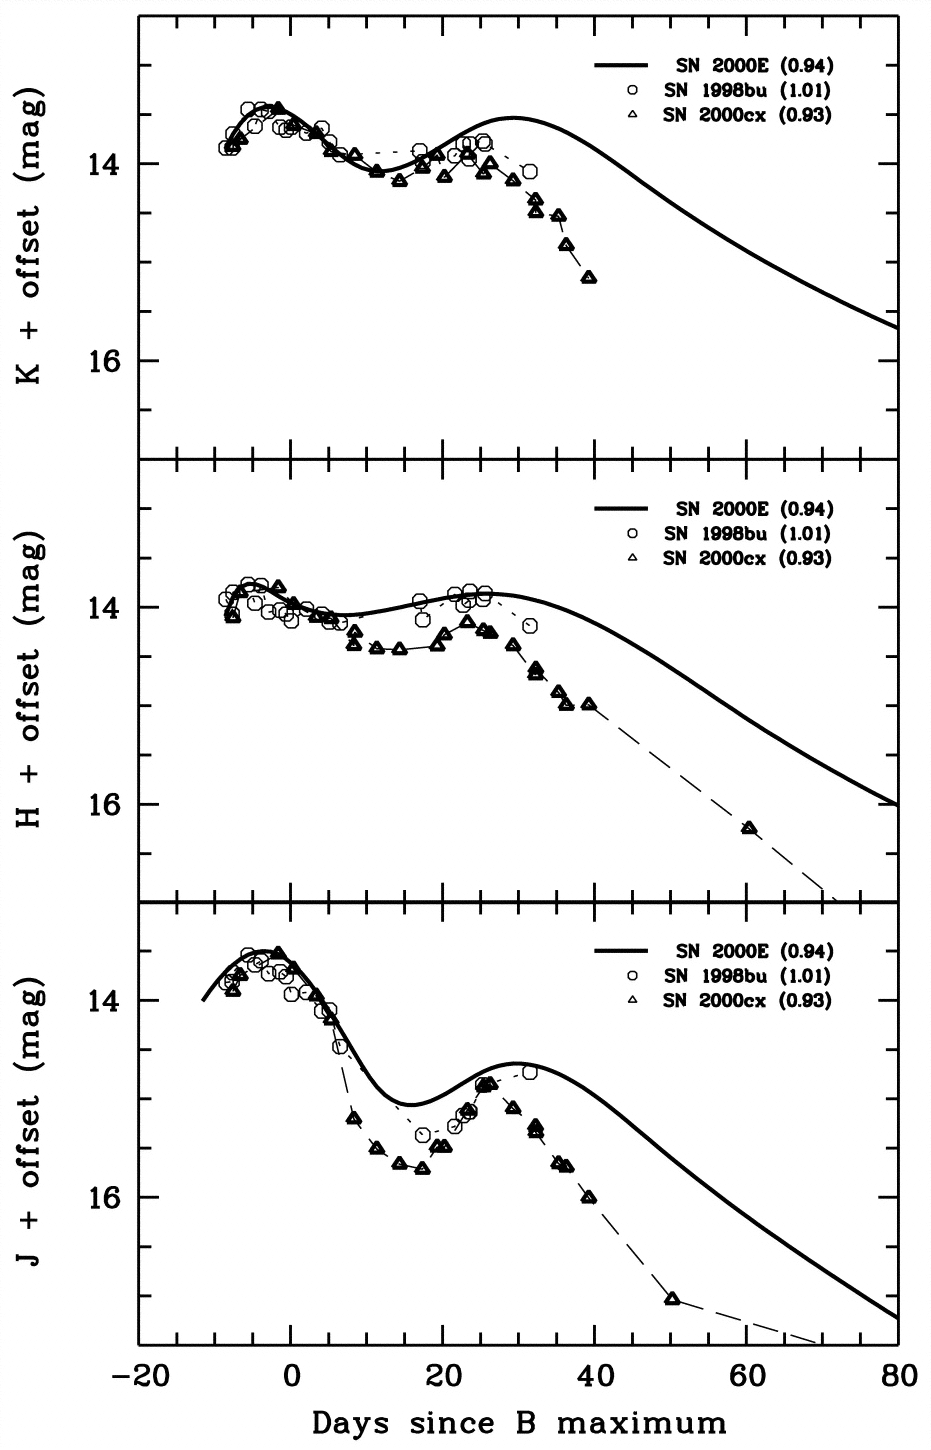 K + offset (mag)
14
16
SN 2000E (0.94)
SN 1998bu (1.01)
SN 2000cx (0.93)
H + offset (mag)
14
16
SN 2000E (0.94)
SN 1998bu (1.01)
SN 2000cx (0.93)
J + offset (mag)
14
16
SN 2000E (0.94)
SN 1998bu (1.01)
SN 2000cx (0.93)
-20 0 20 40 60 80
Days since B maximum